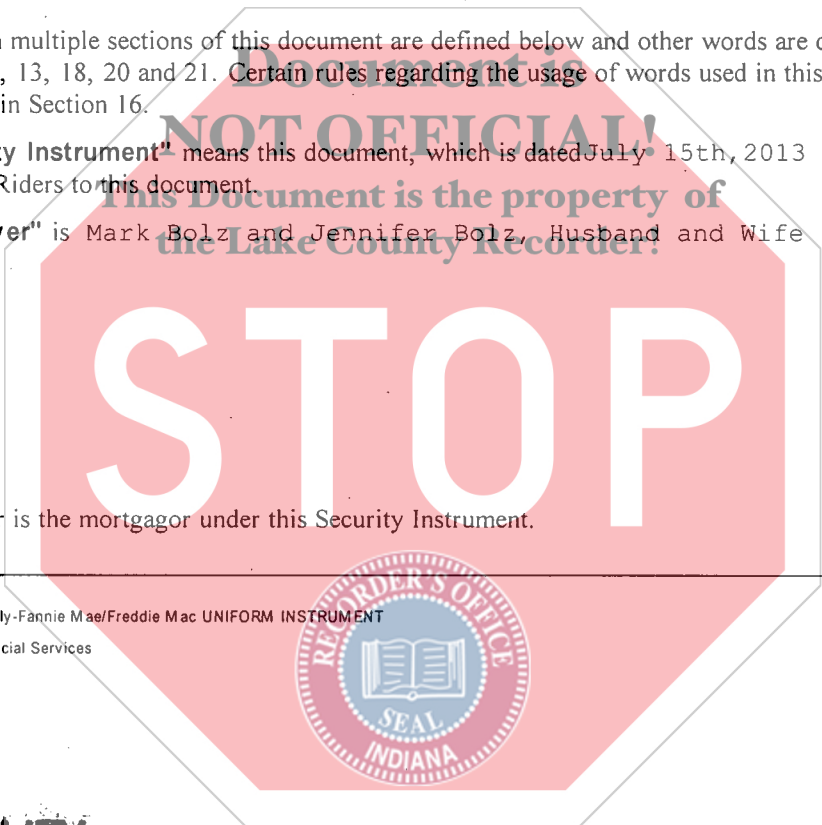 multiple sections of this document are defined below and other words are
, 13, 18, 20 and 21. Certain rules regarding the usage of words used in this
in Section 16.
Document is
NOT OFFICIAL!
This Document is the property of
the Lake County Recorder!
ty Instrument" means this document, which is dated July 15th, 2013
Riders to this document.
er" is Mark Bolz and Jennifer Bolz, Husband and Wife
STOP
r is the mortgagor under this Security Instrument.
ly-Fannie Mae/Freddie Mac UNIFORM INSTRUMENT
cial Services
RECORDER'S OFFICE
SEAL
INDIANA